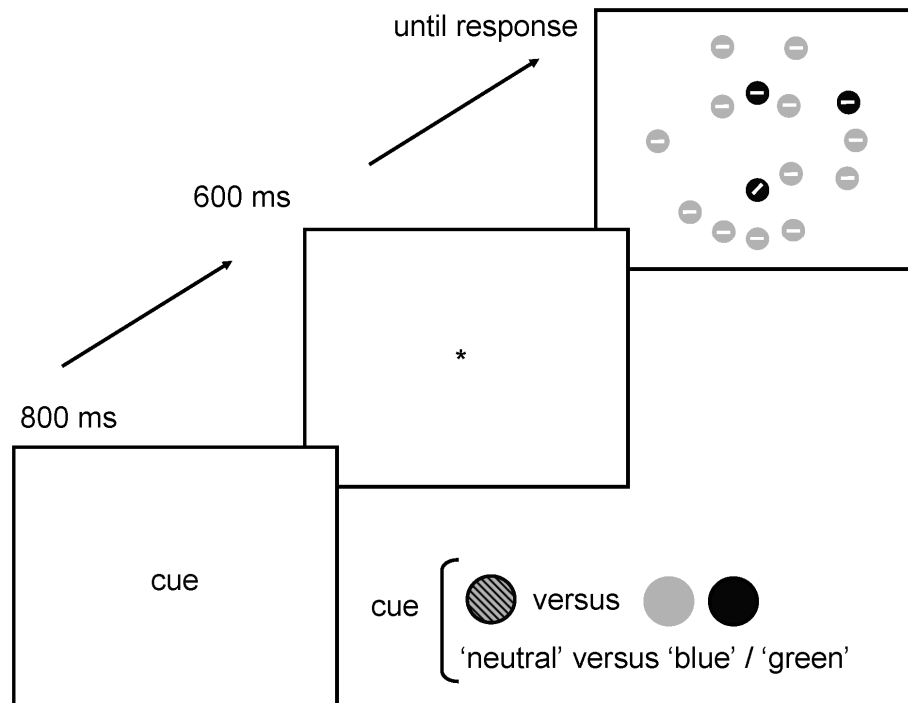 until response
600 ms
*
800 ms
cue
cue
versus
‘neutral’ versus ‘blue’ / ‘green’